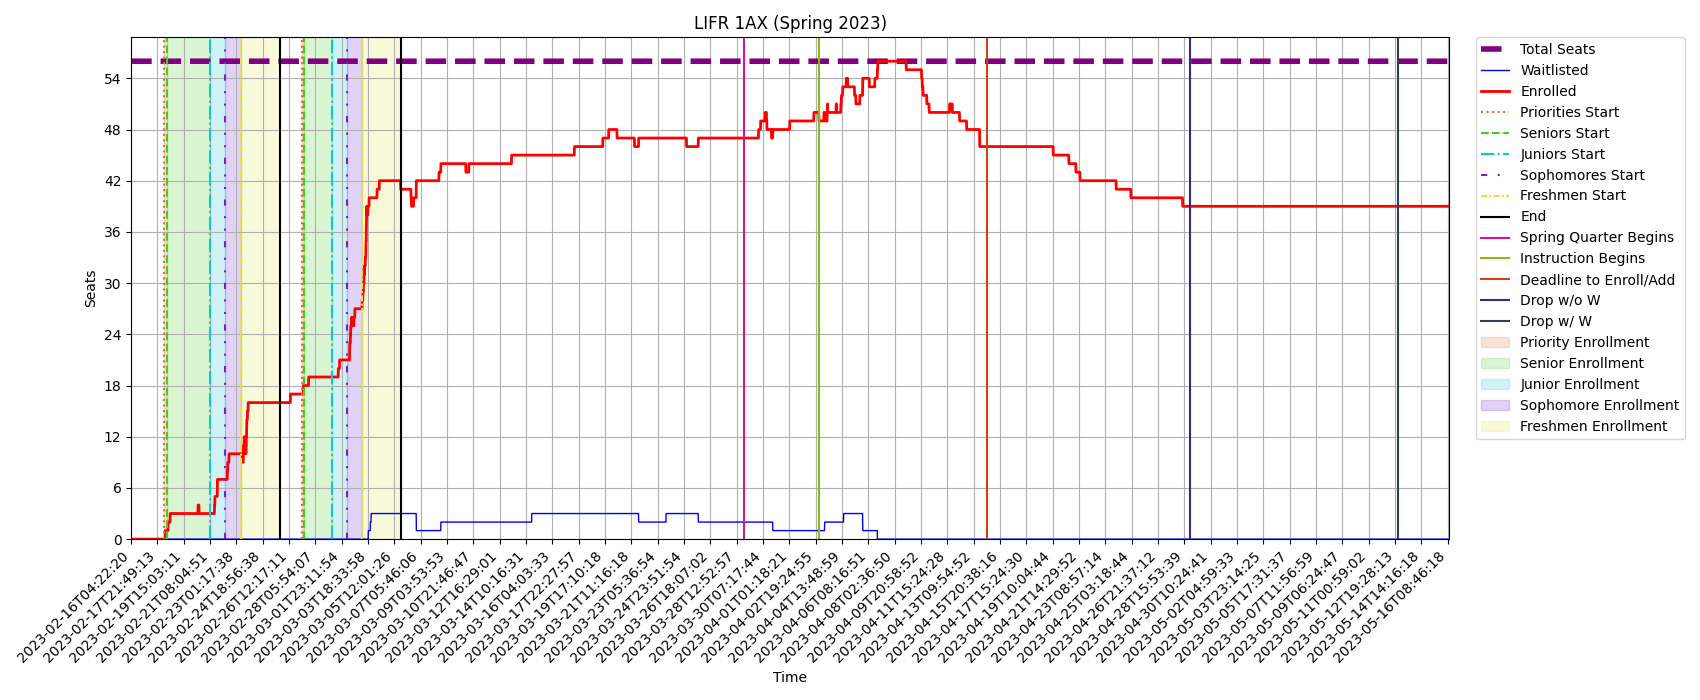 LIFR 1AX (Spring 2023)
Seats
54
48
42
36
30
24
18
12
6
0
2023-02-16T04:22:20
2023-02-17T21:49:13
2023-02-19T15:03:11
2023-02-21T08:04:51
2023-02-23T01:17:38
2023-02-24T18:56:38
2023-02-26T12:17:11
2023-02-28T05:54:07
2023-03-01T23:11:54
2023-03-03T18:33:58
2023-03-05T12:01:26
2023-03-07T05:46:06
2023-03-09T03:53:53
2023-03-10T21:46:47
2023-03-12T16:29:01
2023-03-14T10:16:31
2023-03-16T04:03:33
2023-03-17T22:27:57
2023-03-19T17:10:18
2023-03-21T11:16:18
2023-03-23T05:36:54
2023-03-24T23:51:54
2023-03-26T18:07:02
2023-03-28T12:52:57
2023-03-30T07:17:44
2023-04-01T01:18:21
2023-04-02T19:24:55
2023-04-04T13:48:59
2023-04-06T08:16:51
2023-04-08T02:36:50
2023-04-09T20:58:52
2023-04-11T15:24:28
2023-04-13T09:54:52
2023-04-15T20:38:16
2023-04-17T15:24:30
2023-04-19T10:04:44
2023-04-21T14:29:52
2023-04-23T08:57:14
2023-04-25T03:18:44
2023-04-26T21:37:12
2023-04-28T15:53:39
2023-04-30T10:24:41
2023-05-02T04:59:33
2023-05-03T23:14:25
2023-05-05T17:31:37
2023-05-07T11:56:59
2023-05-09T06:24:47
2023-05-11T00:59:02
2023-05-12T19:28:13
2023-05-14T14:16:18
2023-05-16T08:46:18
Time
Total Seats
Waitlisted
Enrolled
Priorities Start
Seniors Start
Juniors Start
Sophomores Start
Freshmen Start
End
Spring Quarter Begins
Instruction Begins
Deadline to Enroll/Add
Drop w/o W
Drop w/ W
Priority Enrollment
Senior Enrollment
Junior Enrollment
Sophomore Enrollment
Freshmen Enrollment